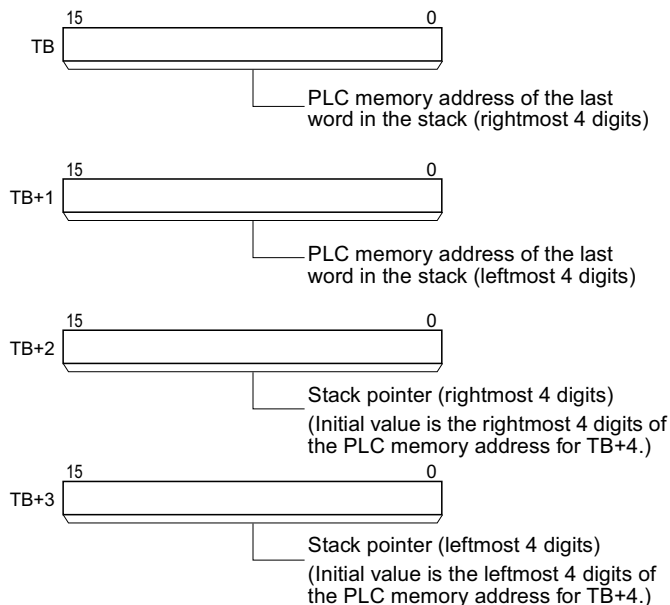 15 0
TB
PLC memory address of the last
word in the stack (rightmost 4 digits)
15 0
TB+1
PLC memory address of the last
word in the stack (leftmost 4 digits)
15 0
TB+2
Stack pointer (rightmost 4 digits)
(Initial value is the rightmost 4 digits of
the PLC memory address for TB+4.)
15 0
TB+3
Stack pointer (leftmost 4 digits)
(Initial value is the leftmost 4 digits of
the PLC memory address for TB+4.)